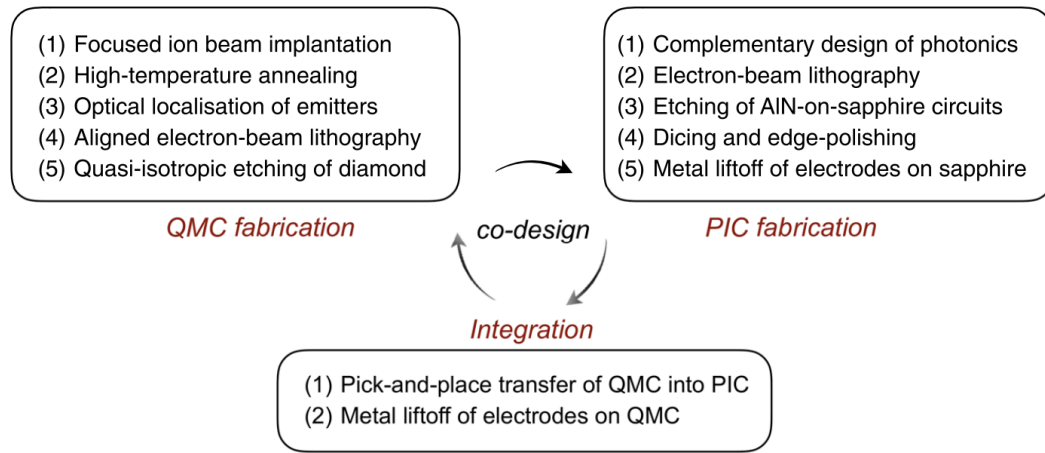 (1) Focused ion beam implantation
(2) High-temperature annealing
(3) Optical localisation of emitters
(4) Aligned electron-beam lithography
(5) Quasi-isotropic etching of diamond
QMC fabrication
(1) Complementary design of photonics
(2) Electron-beam lithography
(3) Etching of AlN-on-sapphire circuits
(4) Dicing and edge-polishing
(5) Metal liftoff of electrodes on sapphire
PIC fabrication
co-design
Integration
(1) Pick-and-place transfer of QMC into PIC
(2) Metal liftoff of electrodes on QMC